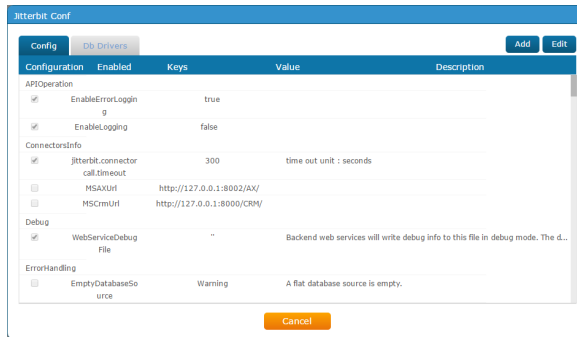 Jitterbit Conf
Config Db Drivers Add Edit
Configuration Enabled Keys Value Description
APIOperation
EnableErrorLoggin true
g
EnableLogging false
ConnectorsInfo
jitterbit.connector 300 time out unit : seconds
call.timeout
MSAXUrl http://127.0.0.1:8002/AX/
MSCrmUrl http://127.0.0.1:8000/CRM/
Debug
WebServiceDebug " Backend web services will write debug info to this file in debug mode. The d...
File
ErrorHandling
EmptyDatabaseSo Warning A flat database source is empty.
urce
Cancel